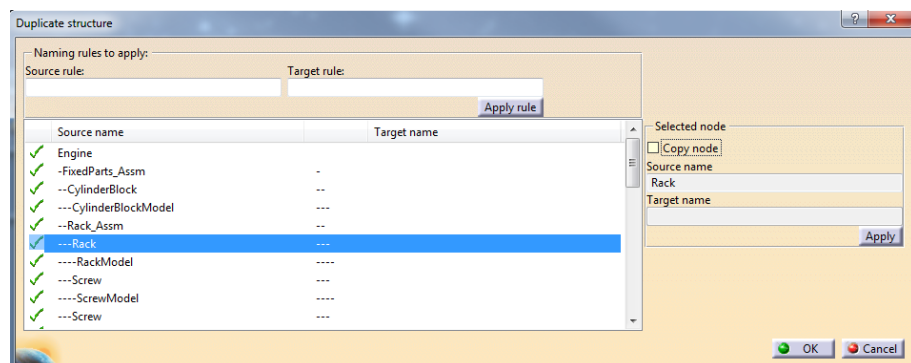 Duplicate structure
Naming rules to apply:
Source rule: Target rule:
Apply rule
Source name Target name
Engine
-FixedParts_Assm -
--CylinderBlock --
---CylinderBlockModel ---
--Rack_Assm --
---Rack ---
----RackModel ----
---Screw ---
----ScrewModel ----
---Screw ---
Selected node
Copy node
Source name
Rack
Target name
Apply
OK Cancel